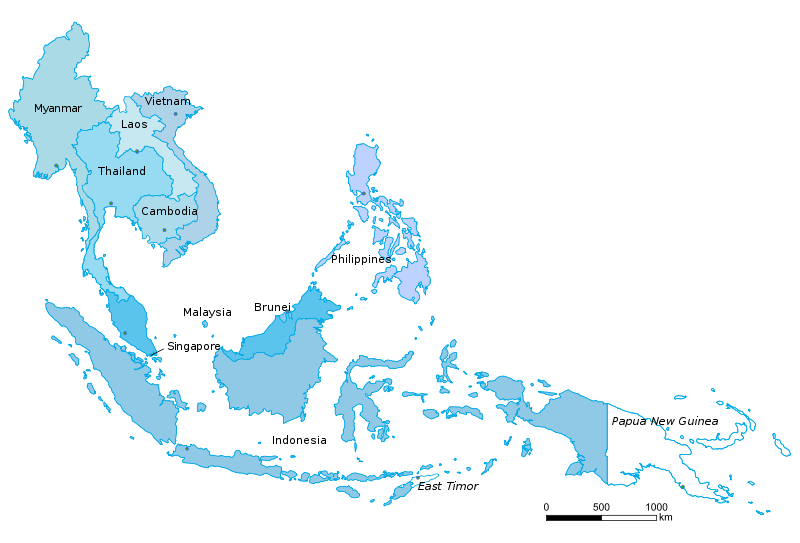 Vietnam
Myanmar
Laos
Thailand
Cambodia
Philippines
Brunei
Malaysia
Singapore
Papua New Guinea
Indonesia
East Timor
0 500 1000
km